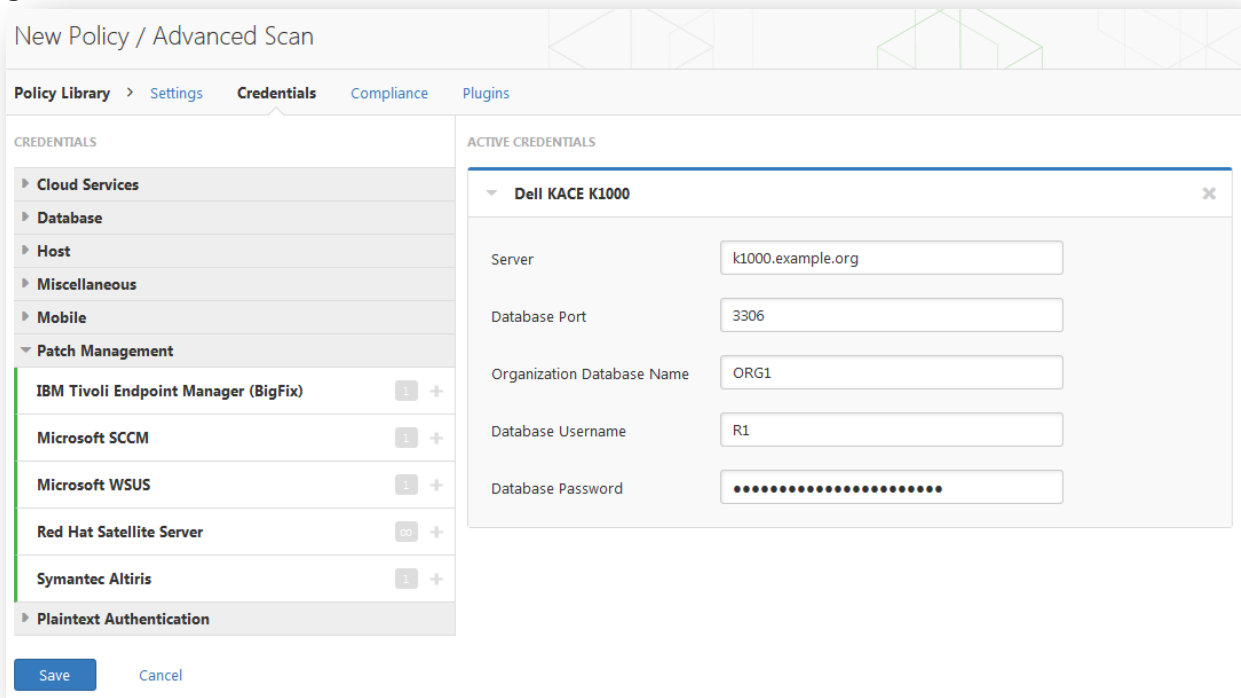 New Policy / Advanced Scan
Policy Library > Settings Credentials Compliance Plugins
CREDENTIALS
Cloud Services
Database
Host
Miscellaneous
Mobile
Patch Management
IBM Tivoli Endpoint Manager (BigFix) 1 +
Microsoft SCCM 1 +
Microsoft WSUS 1 +
Red Hat Satellite Server ∞ +
Symantec Altiris 1 +
Plaintext Authentication
ACTIVE CREDENTIALS
Dell KACE K1000
Server k1000.example.org
Database Port 3306
Organization Database Name ORG1
Database Username R1
Database Password •••••••••••••••••••••••
Save Cancel